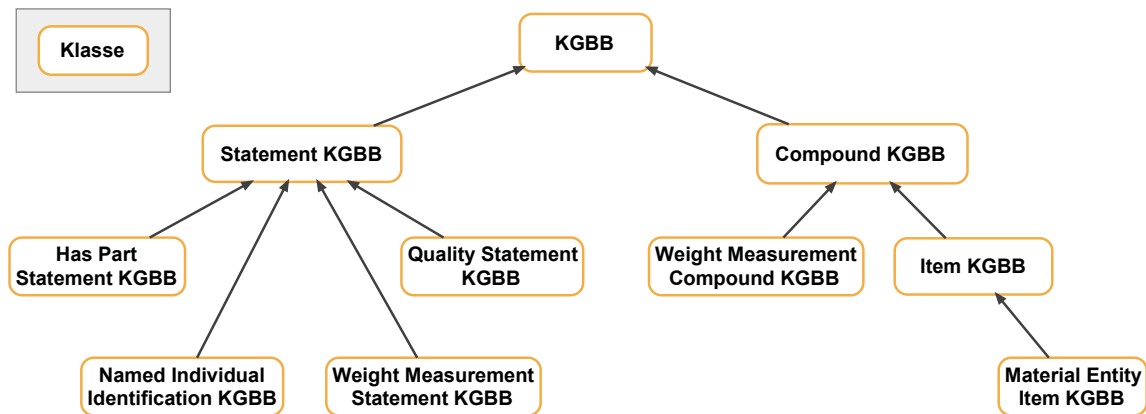 Klasse
KGBB
Statement KGBB
Compound KGBB
Has Part
Statement KGBB
Quality Statement
KGBB
Weight Measurement
Compound KGBB
Item KGBB
Named Individual
Identification KGBB
Weight Measurement
Statement KGBB
Material Entity
Item KGBB